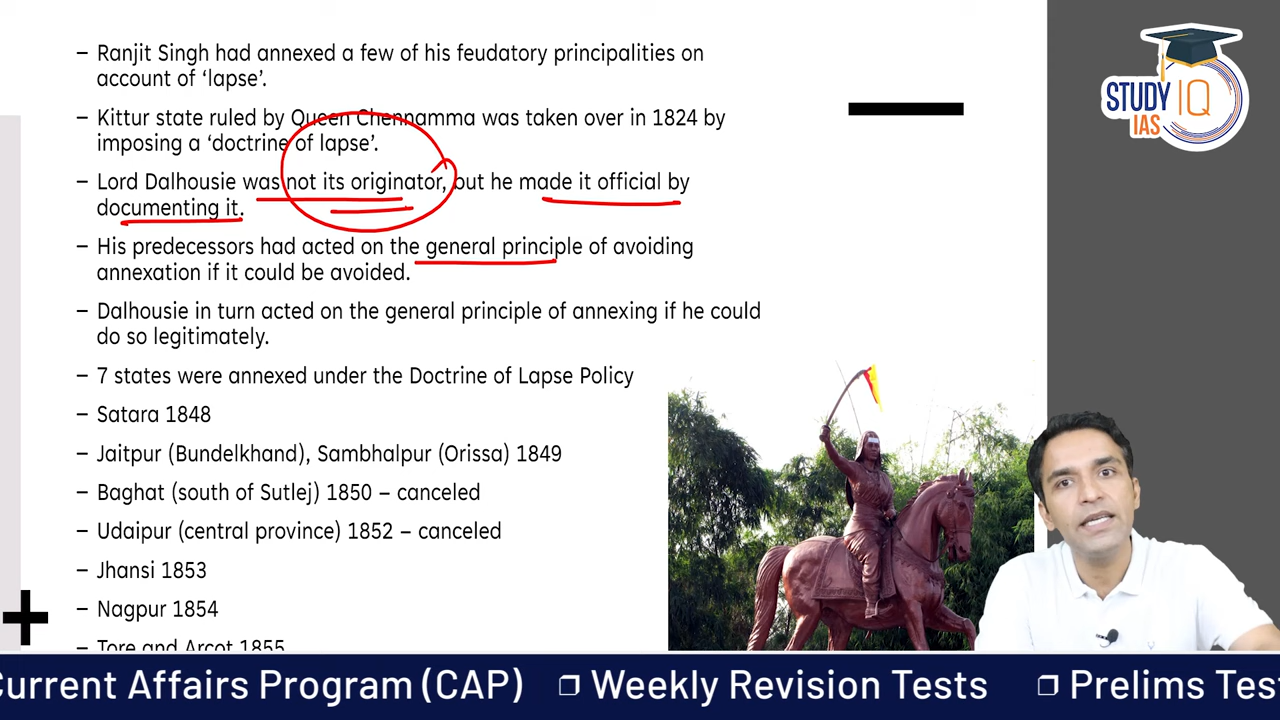 – Ranjit Singh had annexed a few of his feudatory principalities on
account of ‘lapse’.
– Kittur state ruled by Queen Chennamma was taken over in 1824 by
imposing a ‘doctrine of lapse’.
– Lord Dalhousie was not its originator, but he made it official by
documenting it.
– His predecessors had acted on the general principle of avoiding
annexation if it could be avoided.
– Dalhousie in turn acted on the general principle of annexing if he could
do so legitimately.
– 7 states were annexed under the Doctrine of Lapse Policy
– Satara 1848
– Jaitpur (Bundelkhand), Sambhalpur (Orissa) 1849
– Baghat (south of Sutlej) 1850 – canceled
– Udaipur (central province) 1852 – canceled
– Jhansi 1853
– Nagpur 1854
– Tore and Arcot 1855
STUDY IQ
IAS
Current Affairs Program (CAP) ❐ Weekly Revision Tests ❐ Prelims Test